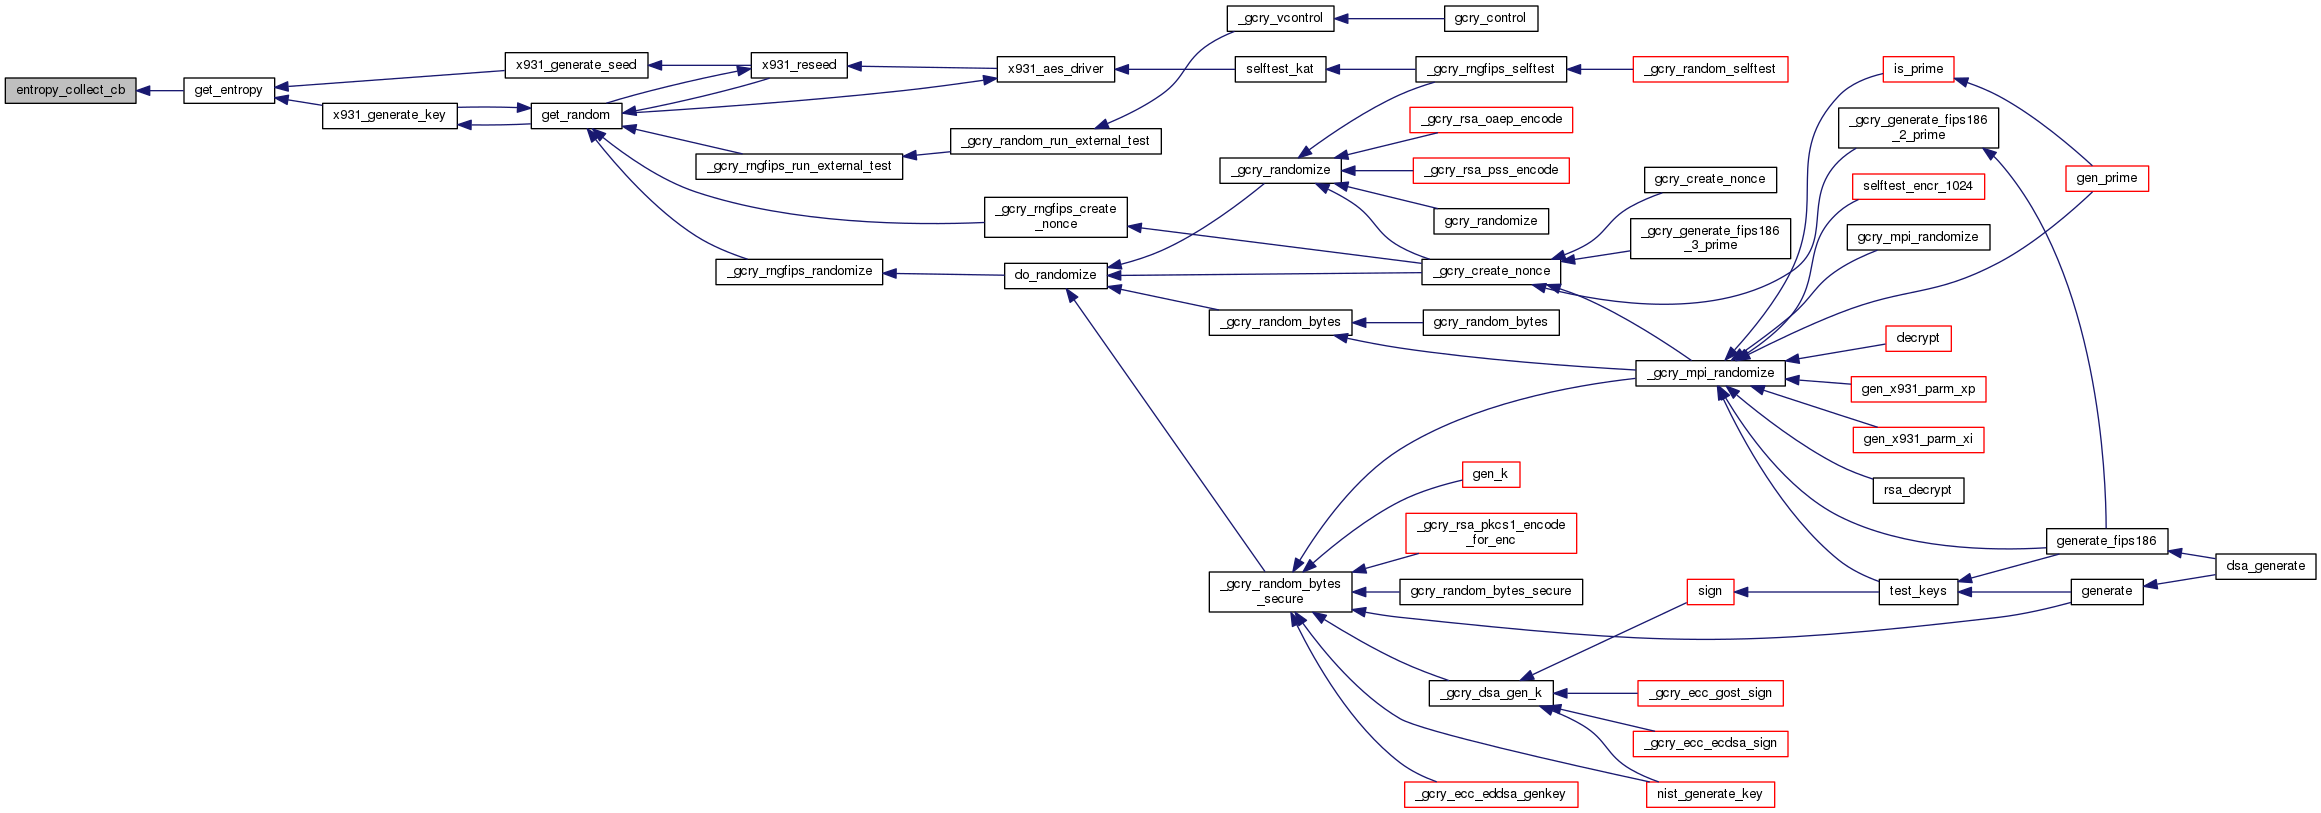 entropy_collect_cb
get_entropy
x931_generate_seed
x931_generate_key
get_random
x931_reseed
_gcry_rngfips_run_external_test
_gcry_rngfips_randomize
x931_aes_driver
_gcry_random_run_external_test
_gcry_rngfips_create
_nonce
do_randomize
_gcry_vcontrol
gcry_control
selftest_kat
_gcry_rngfips_selftest
_gcry_random_selftest
_gcry_rsa_oaep_encode
_gcry_randomize
_gcry_rsa_pss_encode
gcry_randomize
_gcry_create_nonce
_gcry_random_bytes
gcry_random_bytes
gcry_create_nonce
_gcry_generate_fips186
_3_prime
_gcry_mpi_randomize
is_prime
_gcry_generate_fips186
_2_prime
selftest_encr_1024
gcry_mpi_randomize
gen_prime
decrypt
gen_x931_parm_xp
gen_x931_parm_xi
rsa_decrypt
gen_k
_gcry_rsa_pkcs1_encode
_for_enc
_gcry_random_bytes
_secure
gcry_random_bytes_secure
sign
test_keys
generate_fips186
generate
dsa_generate
_gcry_dsa_gen_k
_gcry_ecc_gost_sign
_gcry_ecc_ecdsa_sign
_gcry_ecc_eddsa_genkey
nist_generate_key